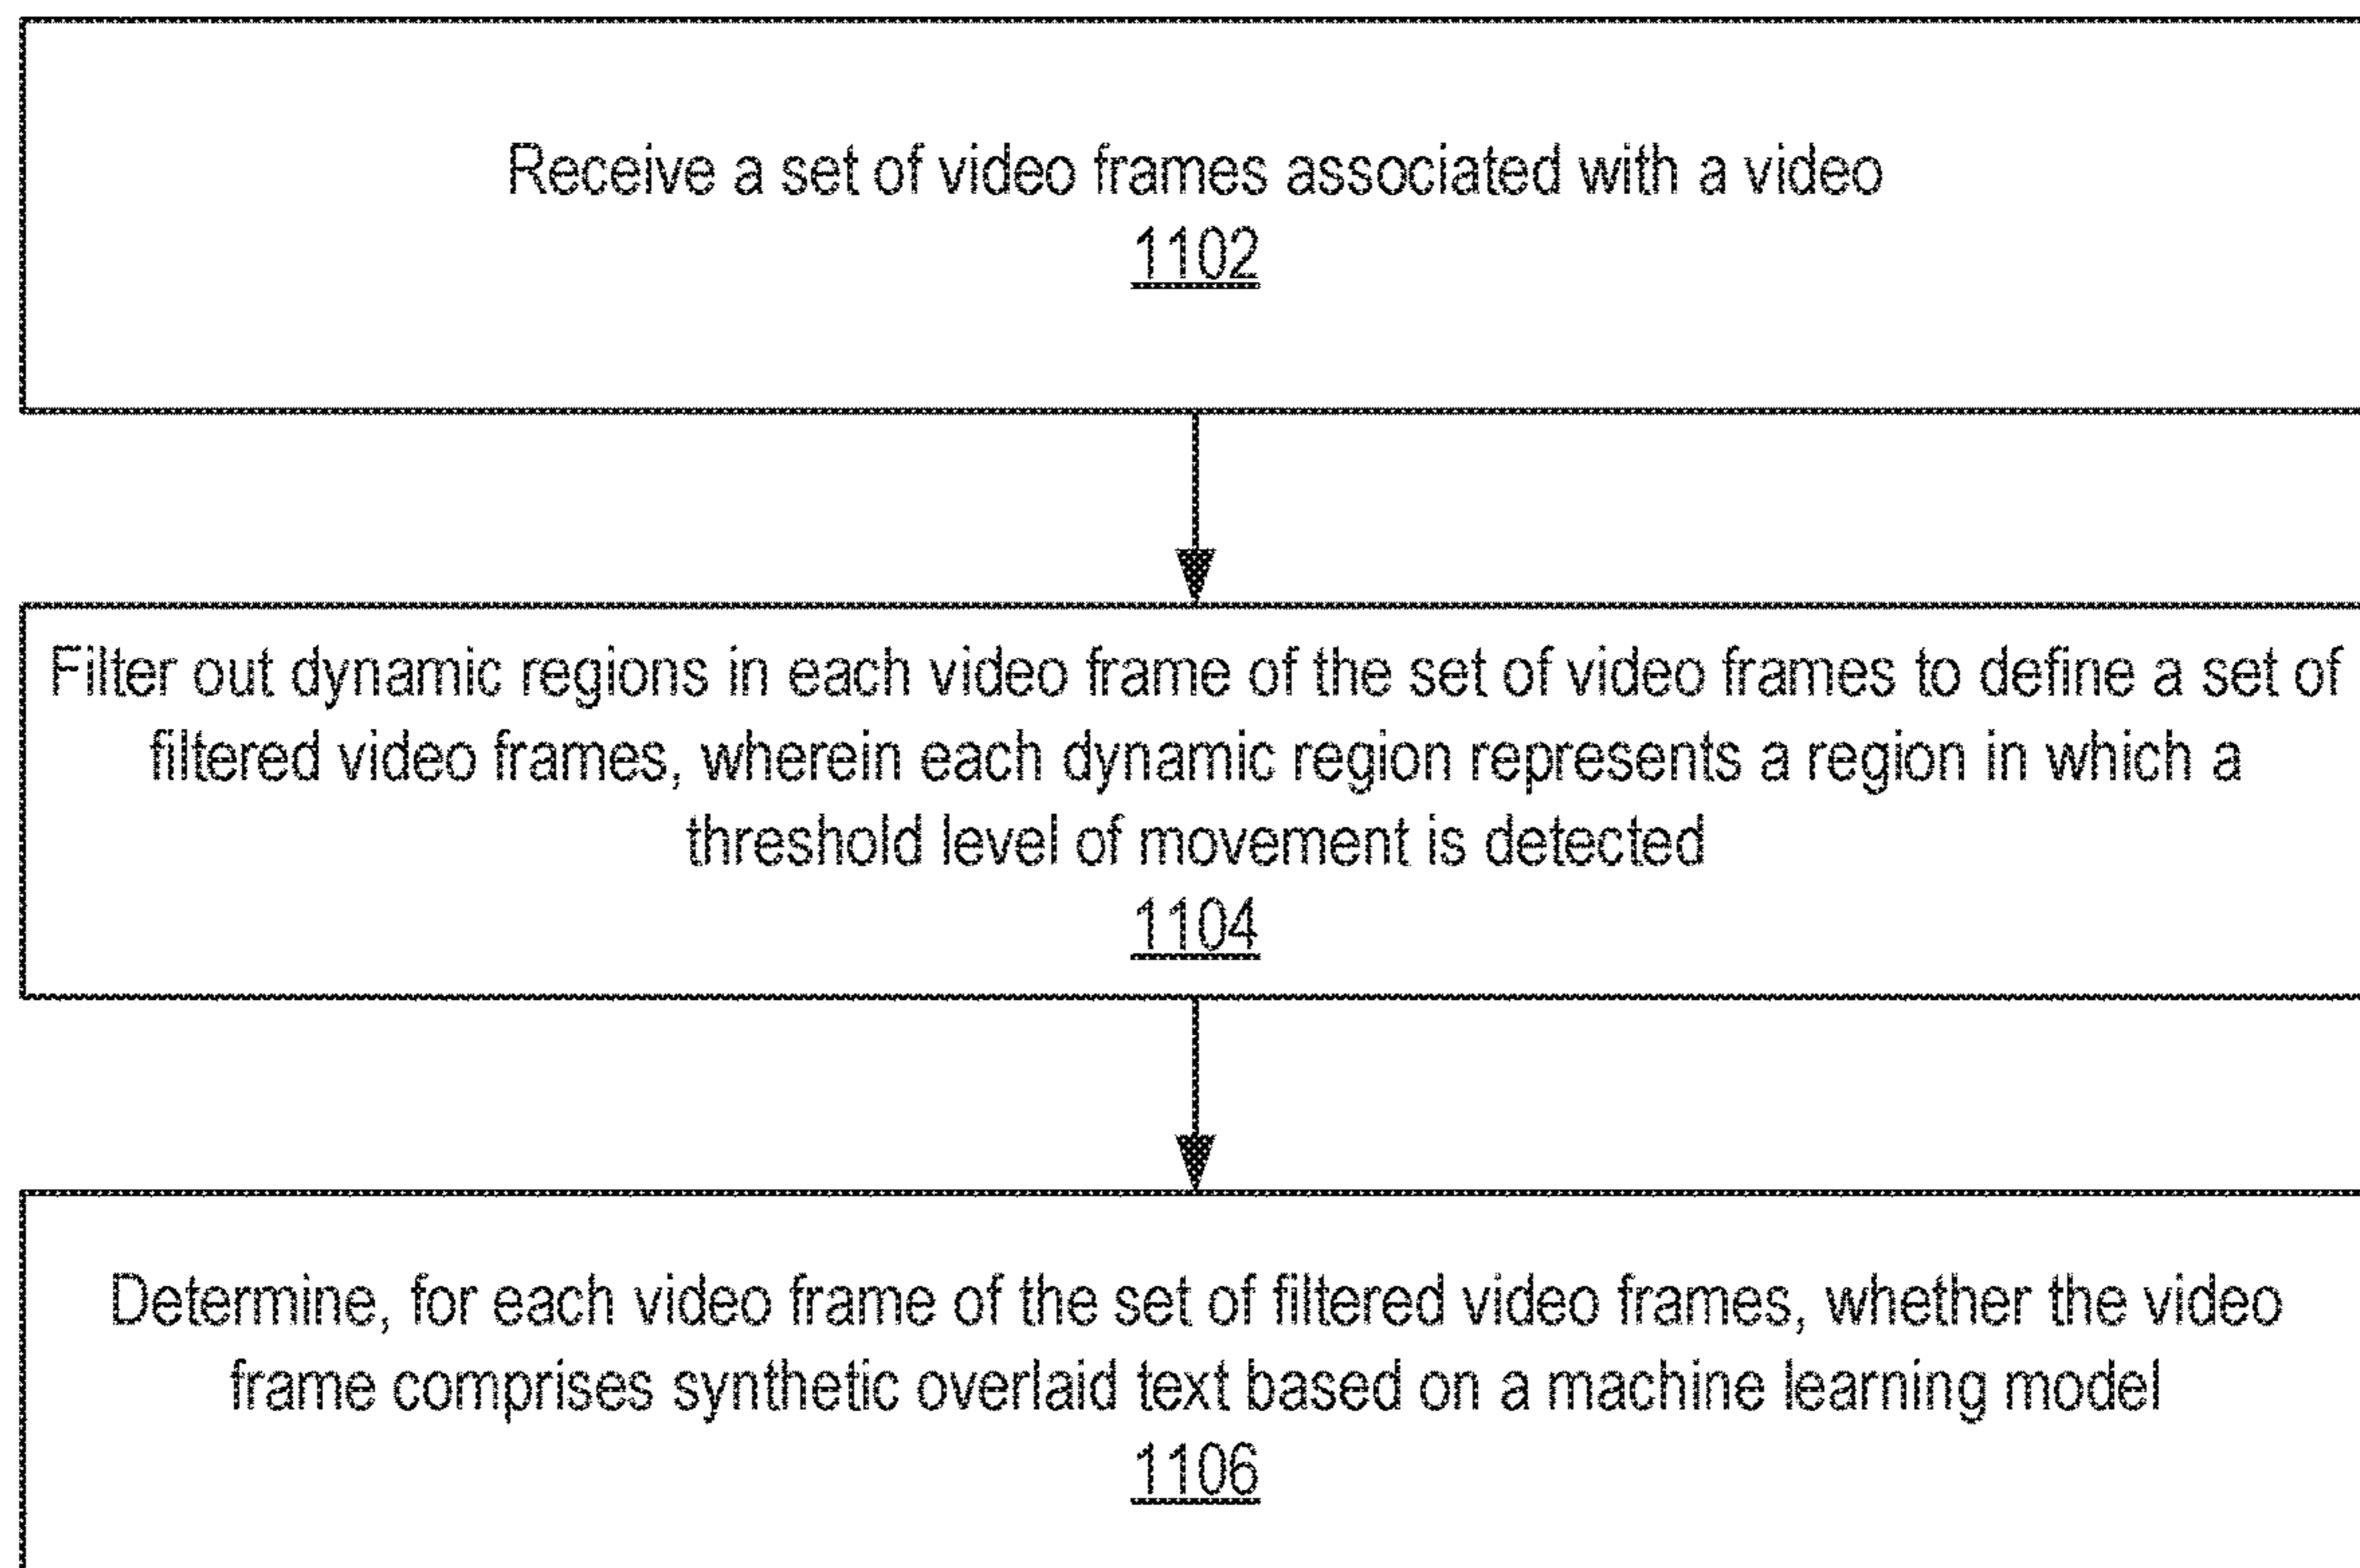 Receive a set of video frames associated with a video
1102
Filter out dynamic regions in each video frame of the set of video frames to define a set of
filtered video frames, wherein each dynamic region represents a region in which a
threshold level of movement is detected
1104
Determine, for each video frame of the set of filtered video frames, whether the video
frame comprises synthetic overlaid text based on a machine learning model
1106